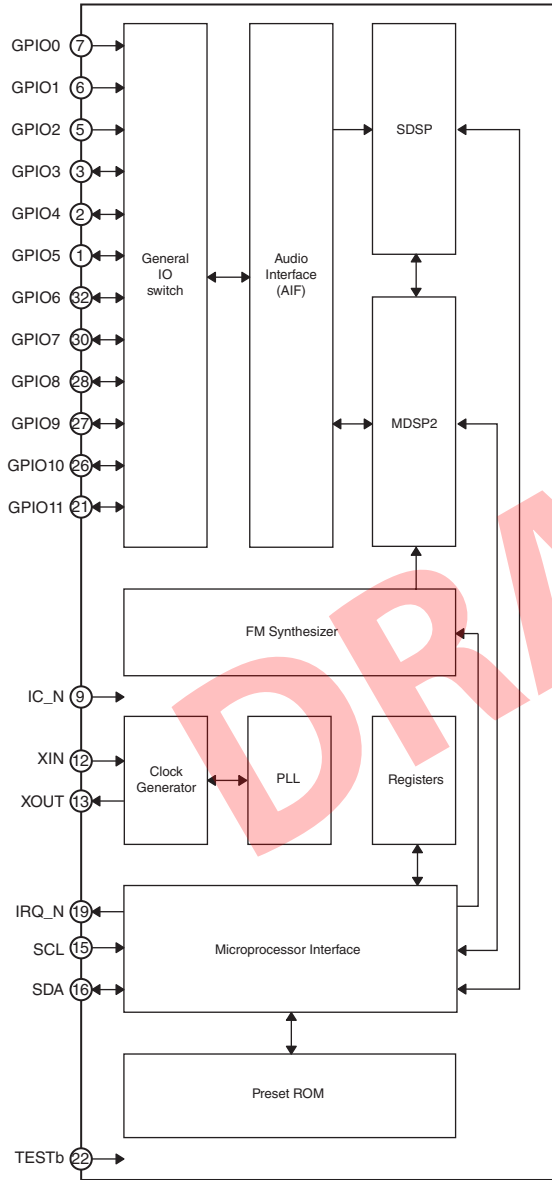 GPIO0 7
GPIO1 6
GPIO2 5
GPIO3 3
GPIO4 2
GPIO5 1
GPIO6 32
GPIO7 30
GPIO8 28
GPIO9 27
GPIO10 26
GPIO11 21
General
IO
switch
Audio
Interface
(AIF)
SDSP
MDSP2
FM Synthesizer
IC_N 9
XIN 12
XOUT 13
Clock
Generator
PLL
Registers
IRQ_N 19
SCL 15
SDA 16
Microprocessor Interface
Preset ROM
TESTb 22